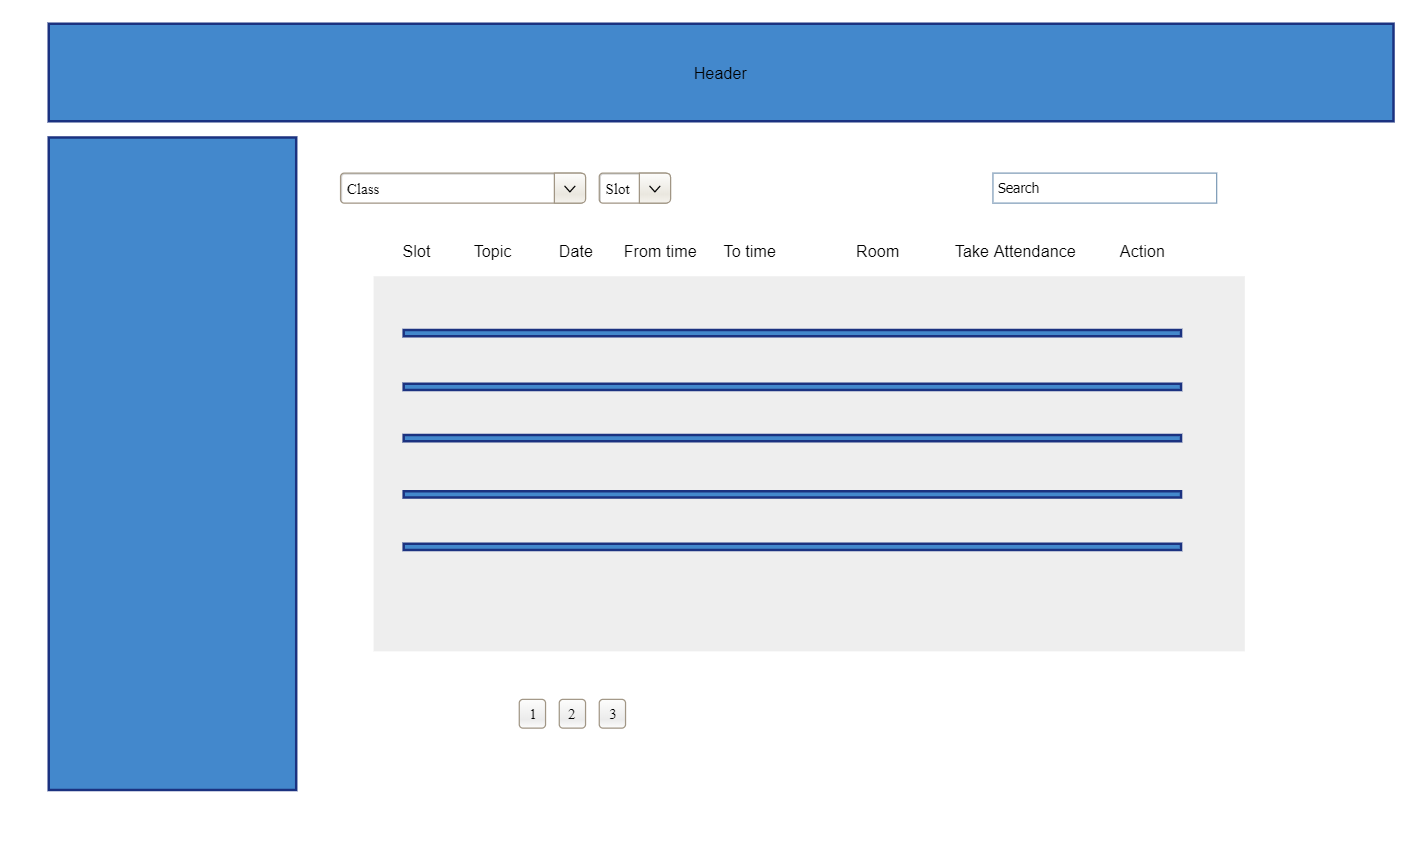 Header
Class Slot Search
Slot Topic Date From time To time Room Take Attendance Action
1 2 3